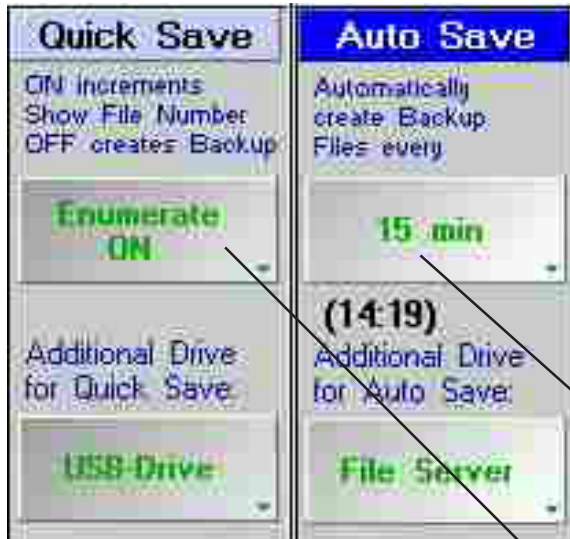 Quick Save
ON increments
Show File Number
OFF creates Backup
Enumerate
ON
Additional Drive
for Quick Save:
USB-Drive
Auto Save
Automatically
create Backup
Files every
15 min
(14:19)
Additional Drive
for Auto Save:
File Server